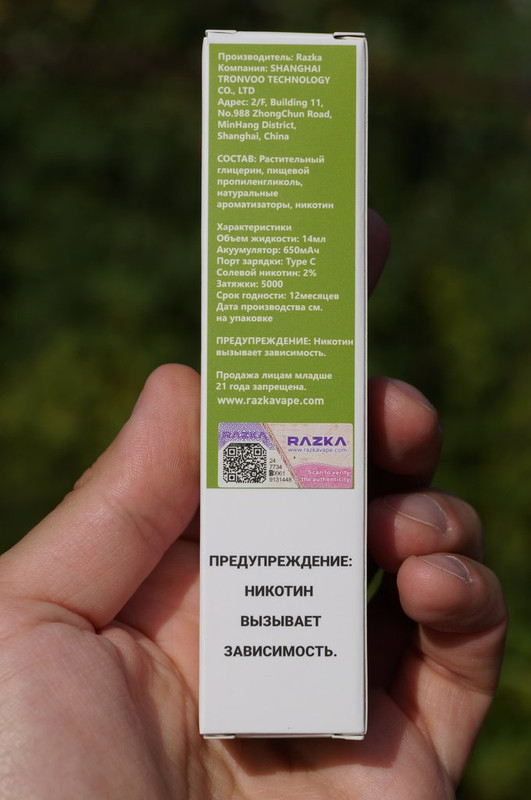 Производитель: Razka
Компания: SHANGHAI
TRONVOO TECHNOLOGY
CO., LTD
Адрес: 2/F, Building 11,
No.988 ZhongChun Road,
MinHang District,
Shanghai, China
СОСТАВ: Растительный
глицерин, пищевой
пропиленгликоль,
натуральные
ароматизаторы, никотин
Характеристики
Объем жидкости: 14мл
Акуумулятор: 650мАч
Порт зарядки: Type C
Солевой никотин: 2%
Затяжки: 5000
Срок годности: 12месяцев
Дата производства см.
на упаковке
ПРЕДУПРЕЖДЕНИЕ: Никотин
вызывает зависимость.
Продажа лицам младше
21 года запрещена.
www.razkavape.com
RAZKA
RAZKA
www.razkavape.com
24
7734
9131448
Scan to verify
the authenticity
ПРЕДУПРЕЖДЕНИЕ:
НИКОТИН
ВЫЗЫВАЕТ
ЗАВИСИМОСТЬ.